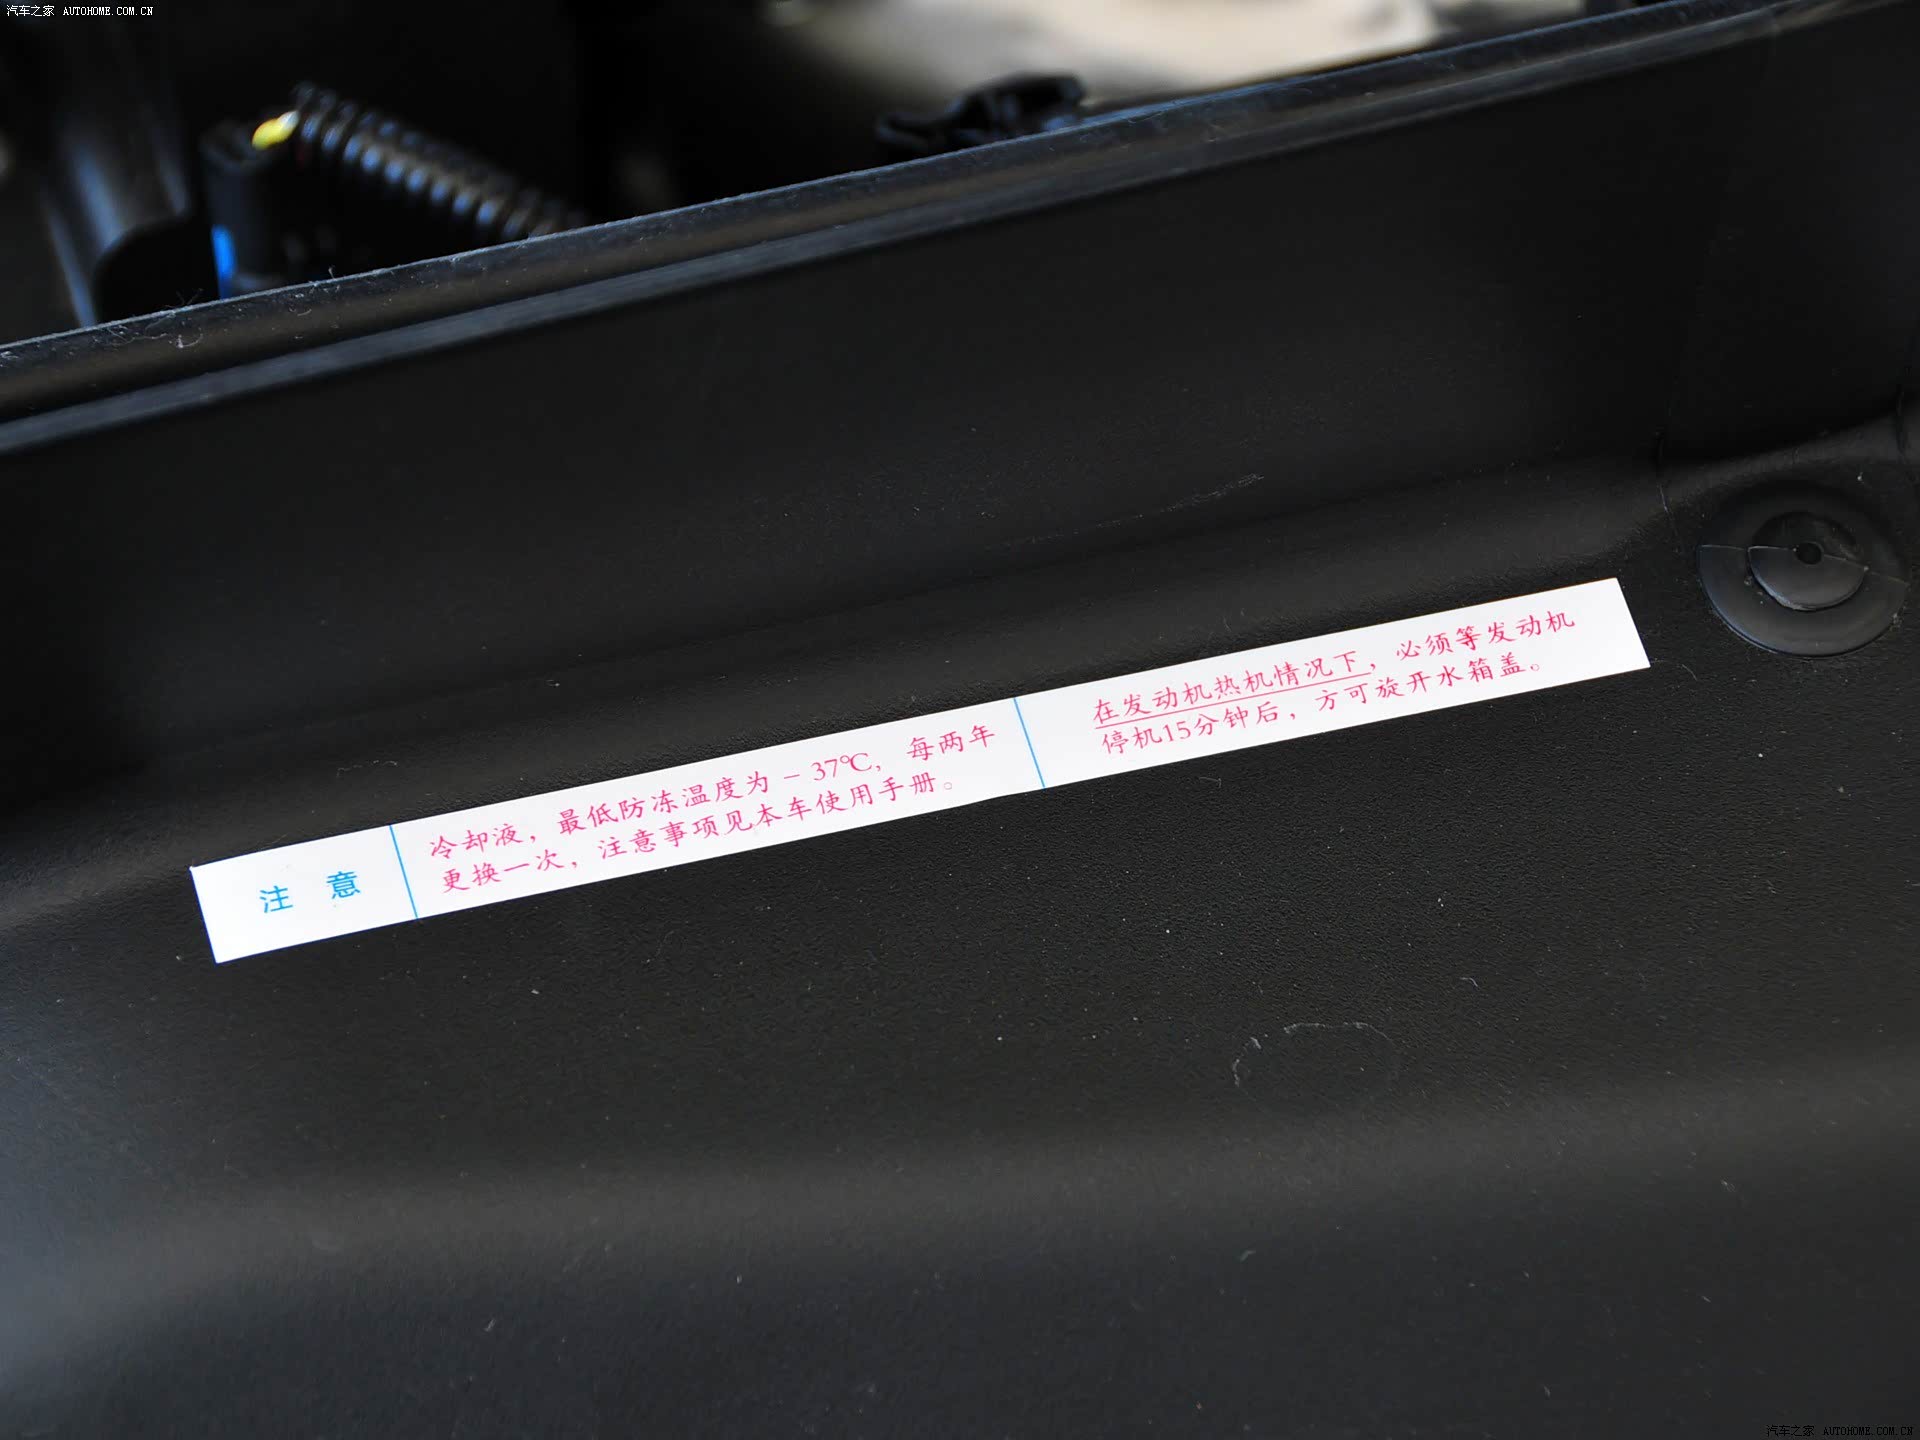 汽车之家 AUTOHOME.COM.CN
注 意
冷却液，最低防冻温度为－37℃，每两年
更换一次，注意事项见本车使用手册。
在发动机热机情况下，必须等发动机
停机15分钟后，方可旋开水箱盖。
汽车之家 AUTOHOME.COM.CN